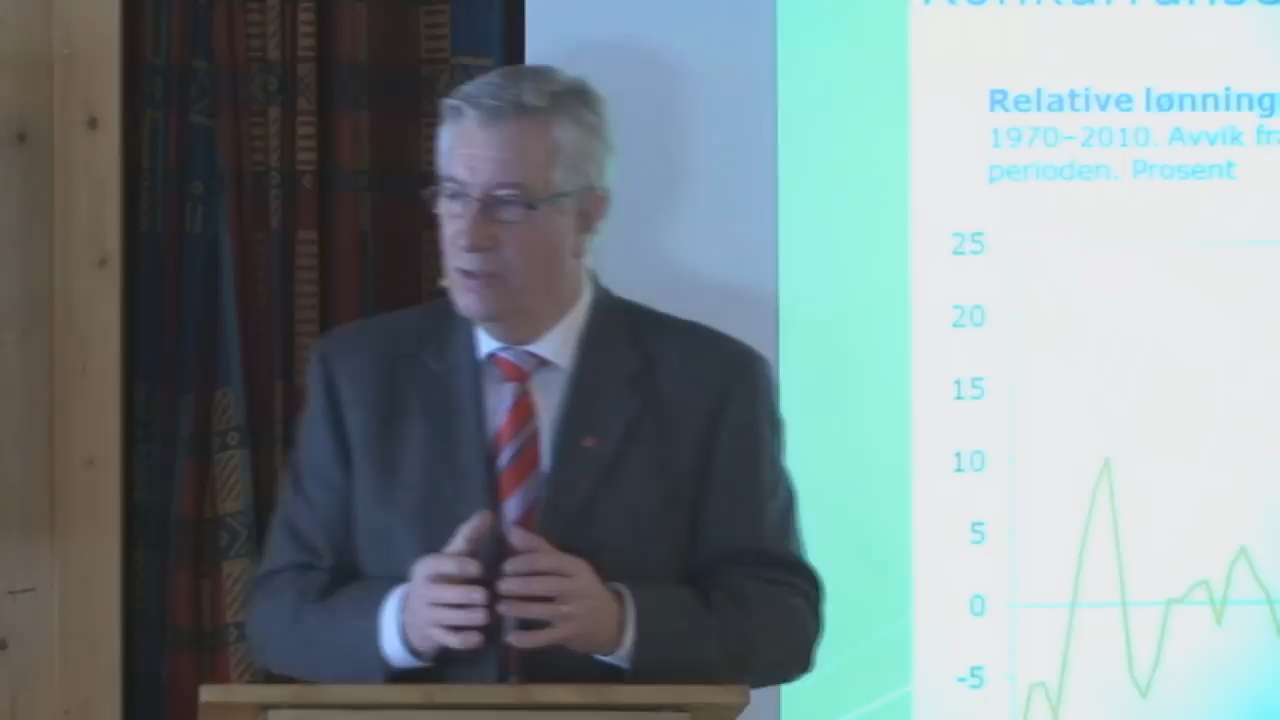 Relative lønning
1970–2010. Avvik fr
perioden. Prosent
25
20
15
10
5
0
-5